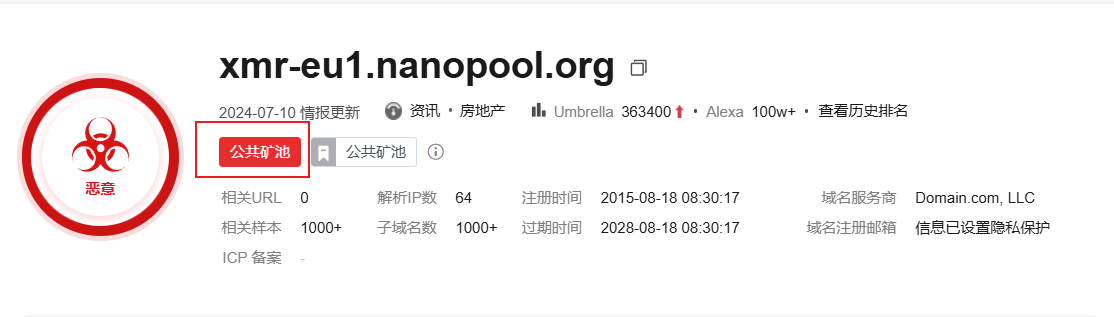 xmr-eu1.nanopool.org
2024-07-10 情报更新 资讯 · 房地产 Umbrella 363400 · Alexa 100w+ · 查看历史排名
恶意
公共矿池 公共矿池
相关URL 0 解析IP数 64 注册时间 2015-08-18 08:30:17 域名服务商 Domain.com, LLC
相关样本 1000+ 子域名数 1000+ 过期时间 2028-08-18 08:30:17 域名注册邮箱 信息已设置隐私保护
ICP 备案 -